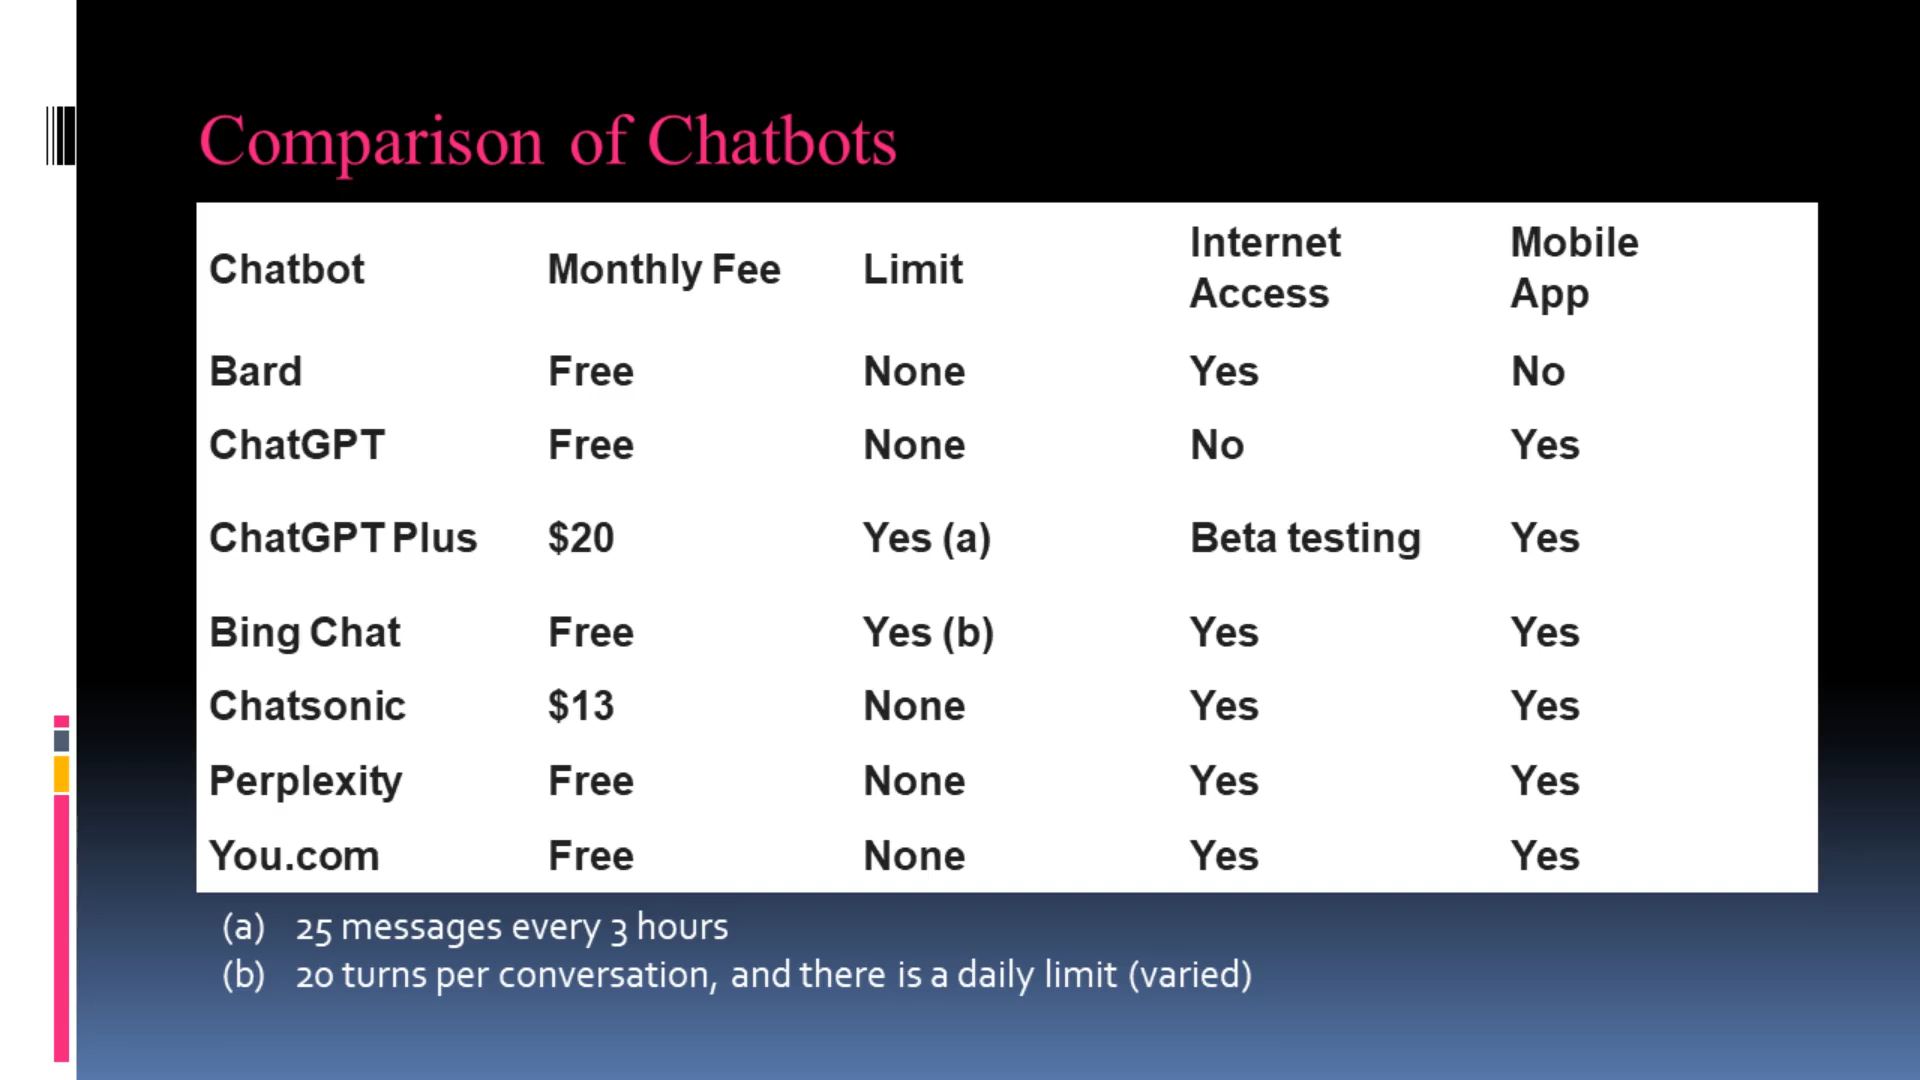 Comparison of Chatbots
Chatbot Monthly Fee Limit Internet Access Mobile App
Bard Free None Yes No
ChatGPT Free None No Yes
ChatGPT Plus $20 Yes (a) Beta testing Yes
Bing Chat Free Yes (b) Yes Yes
Chatsonic $13 None Yes Yes
Perplexity Free None Yes Yes
You.com Free None Yes Yes
(a) 25 messages every 3 hours
(b) 20 turns per conversation, and there is a daily limit (varied)